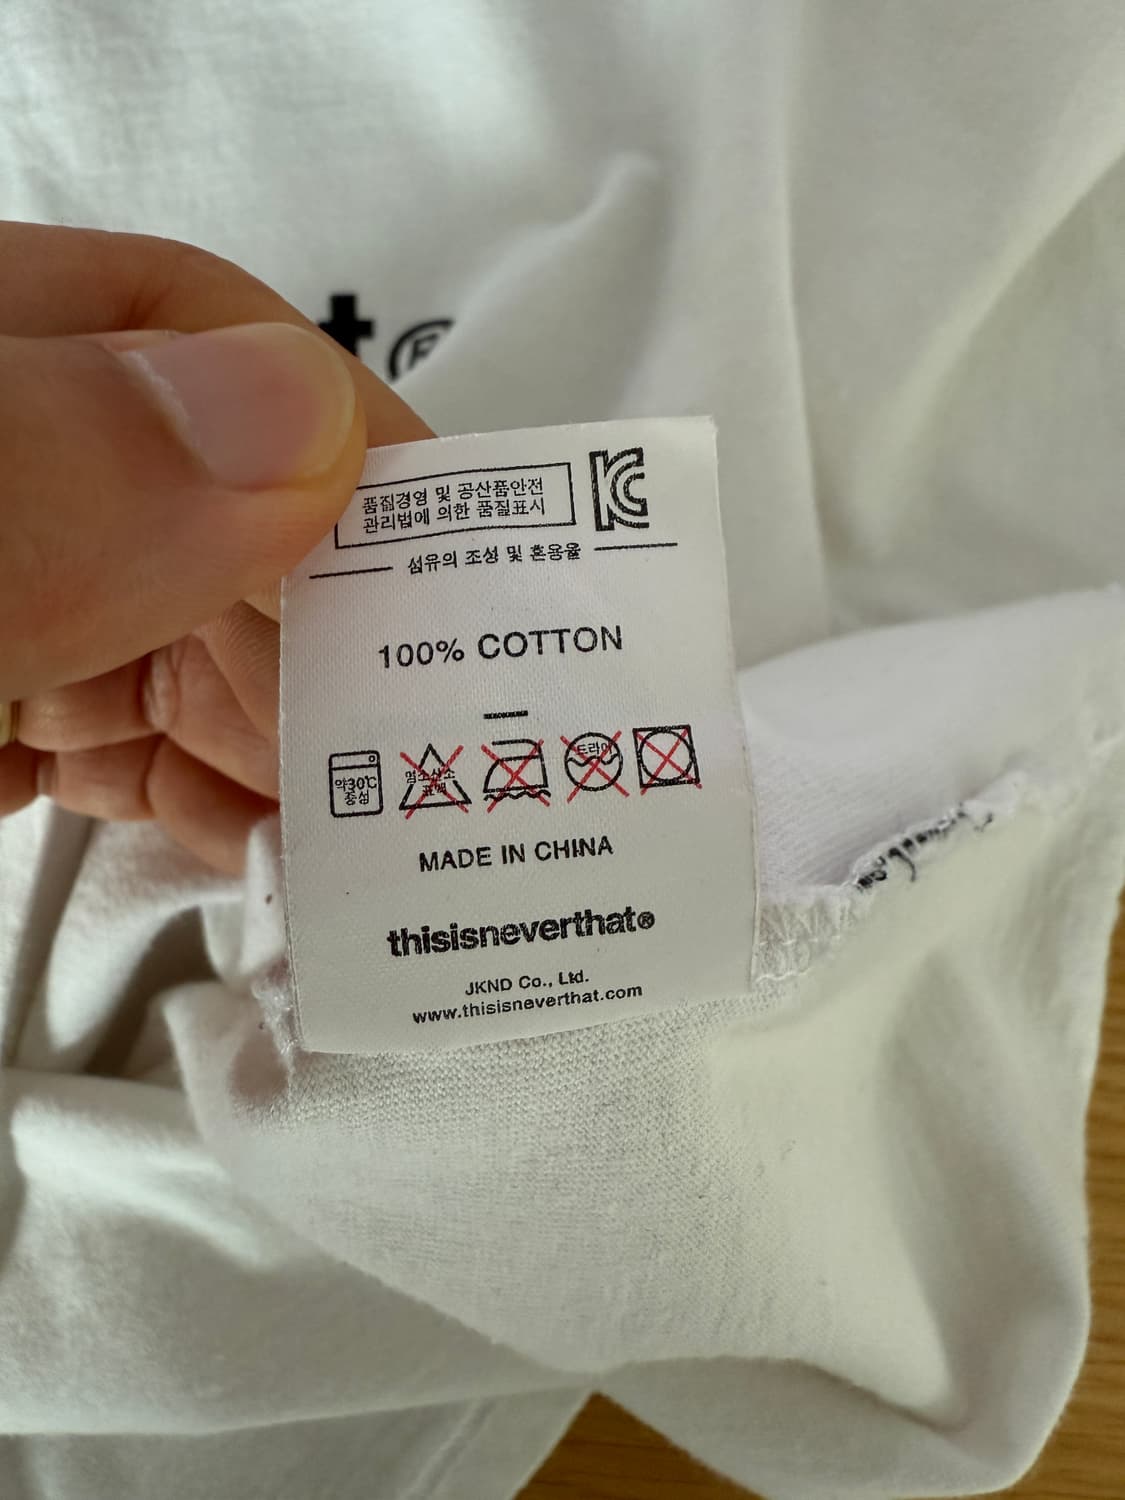 t®
품질경영 및 공산품안전
관리법에 의한 품질표시
KC
섬유의 조성 및 혼용율
100% COTTON
약30℃
중성
염소산소
표백
드라이
MADE IN CHINA
thisisneverthat®
JKND Co., Ltd.
www.thisisneverthat.com